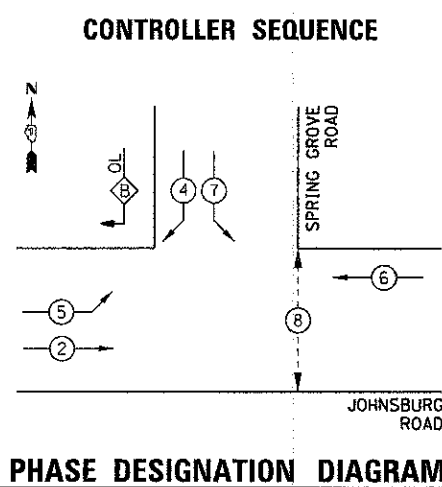 CONTROLLER SEQUENCE
N
OL
B
4
7
SPRING GROVE
ROAD
6
5
8
2
JOHNSBURG
ROAD
PHASE DESIGNATION DIAGRAM